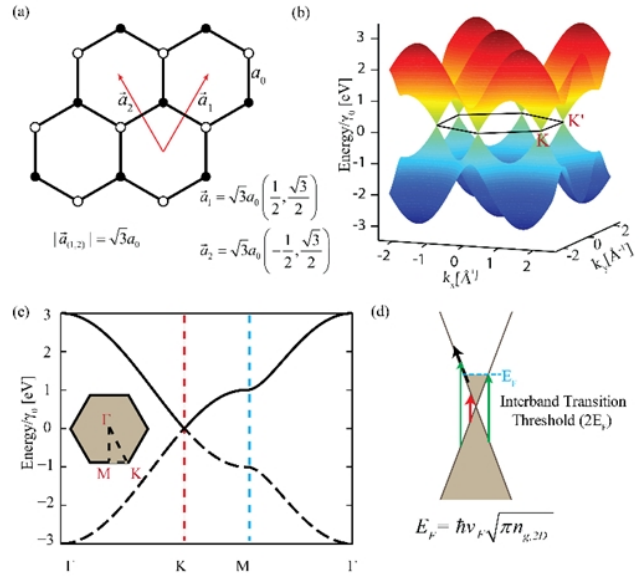 (a)
a₀
a⃗₂
a⃗₁
a⃗₁ = √3a₀(1/2, √3/2)
|a⃗₍₁,₂₎| = √3a₀
a⃗₂ = √3a₀(-1/2, √3/2)
(b)
Energy/γ₀ [eV]
3
2
1
0
-1
-2
-3
K'
K
-2
-1
0
1
2
kₓ[Å⁻¹]
-2
0
2
k_y[Å⁻¹]
(c)
Energy/γ₀ [eV]
3
2
1
0
-1
-2
-3
Γ
M
K
Γ
K
M
Γ
(d)
E_F
Interband Transition
Threshold (2E_F)
E_F = ħv_F√(πn_g,2D)